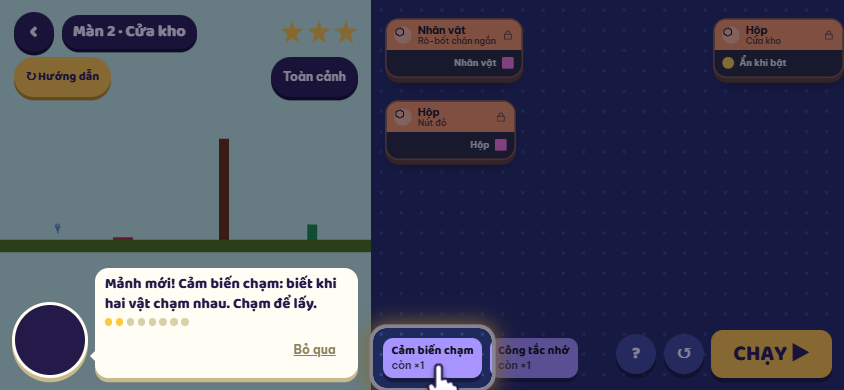 Màn 2 · Cửa kho
↻ Hướng dẫn
Toàn cảnh
Mảnh mới! Cảm biến chạm: biết khi
hai vật chạm nhau. Chạm để lấy.
Bỏ qua
Nhân vật
Rô-bốt chân ngắn
Nhân vật
Hộp
Cửa kho
Ẩn khi bật
Hộp
Nút đỏ
Hộp
Cảm biến chạm
còn ×1
Công tắc nhớ
còn ×1
?
↺
CHẠY ▶